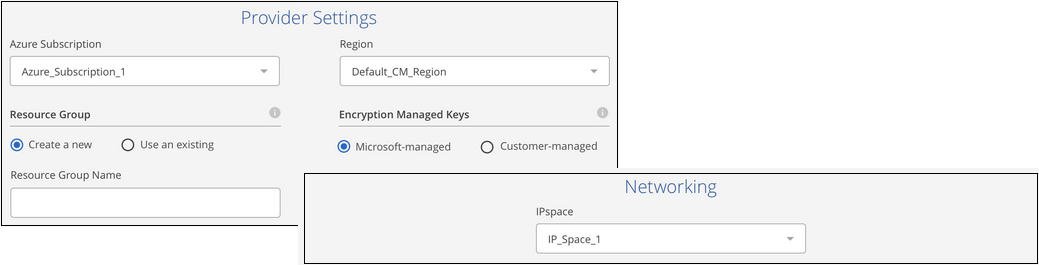 Provider Settings
Azure Subscription
Region
Azure_Subscription_1
Default_CM_Region
Resource Group
Encryption Managed Keys
Create a new
Use an existing
Microsoft-managed
Customer-managed
Resource Group Name
Networking
IPspace
IP_Space_1